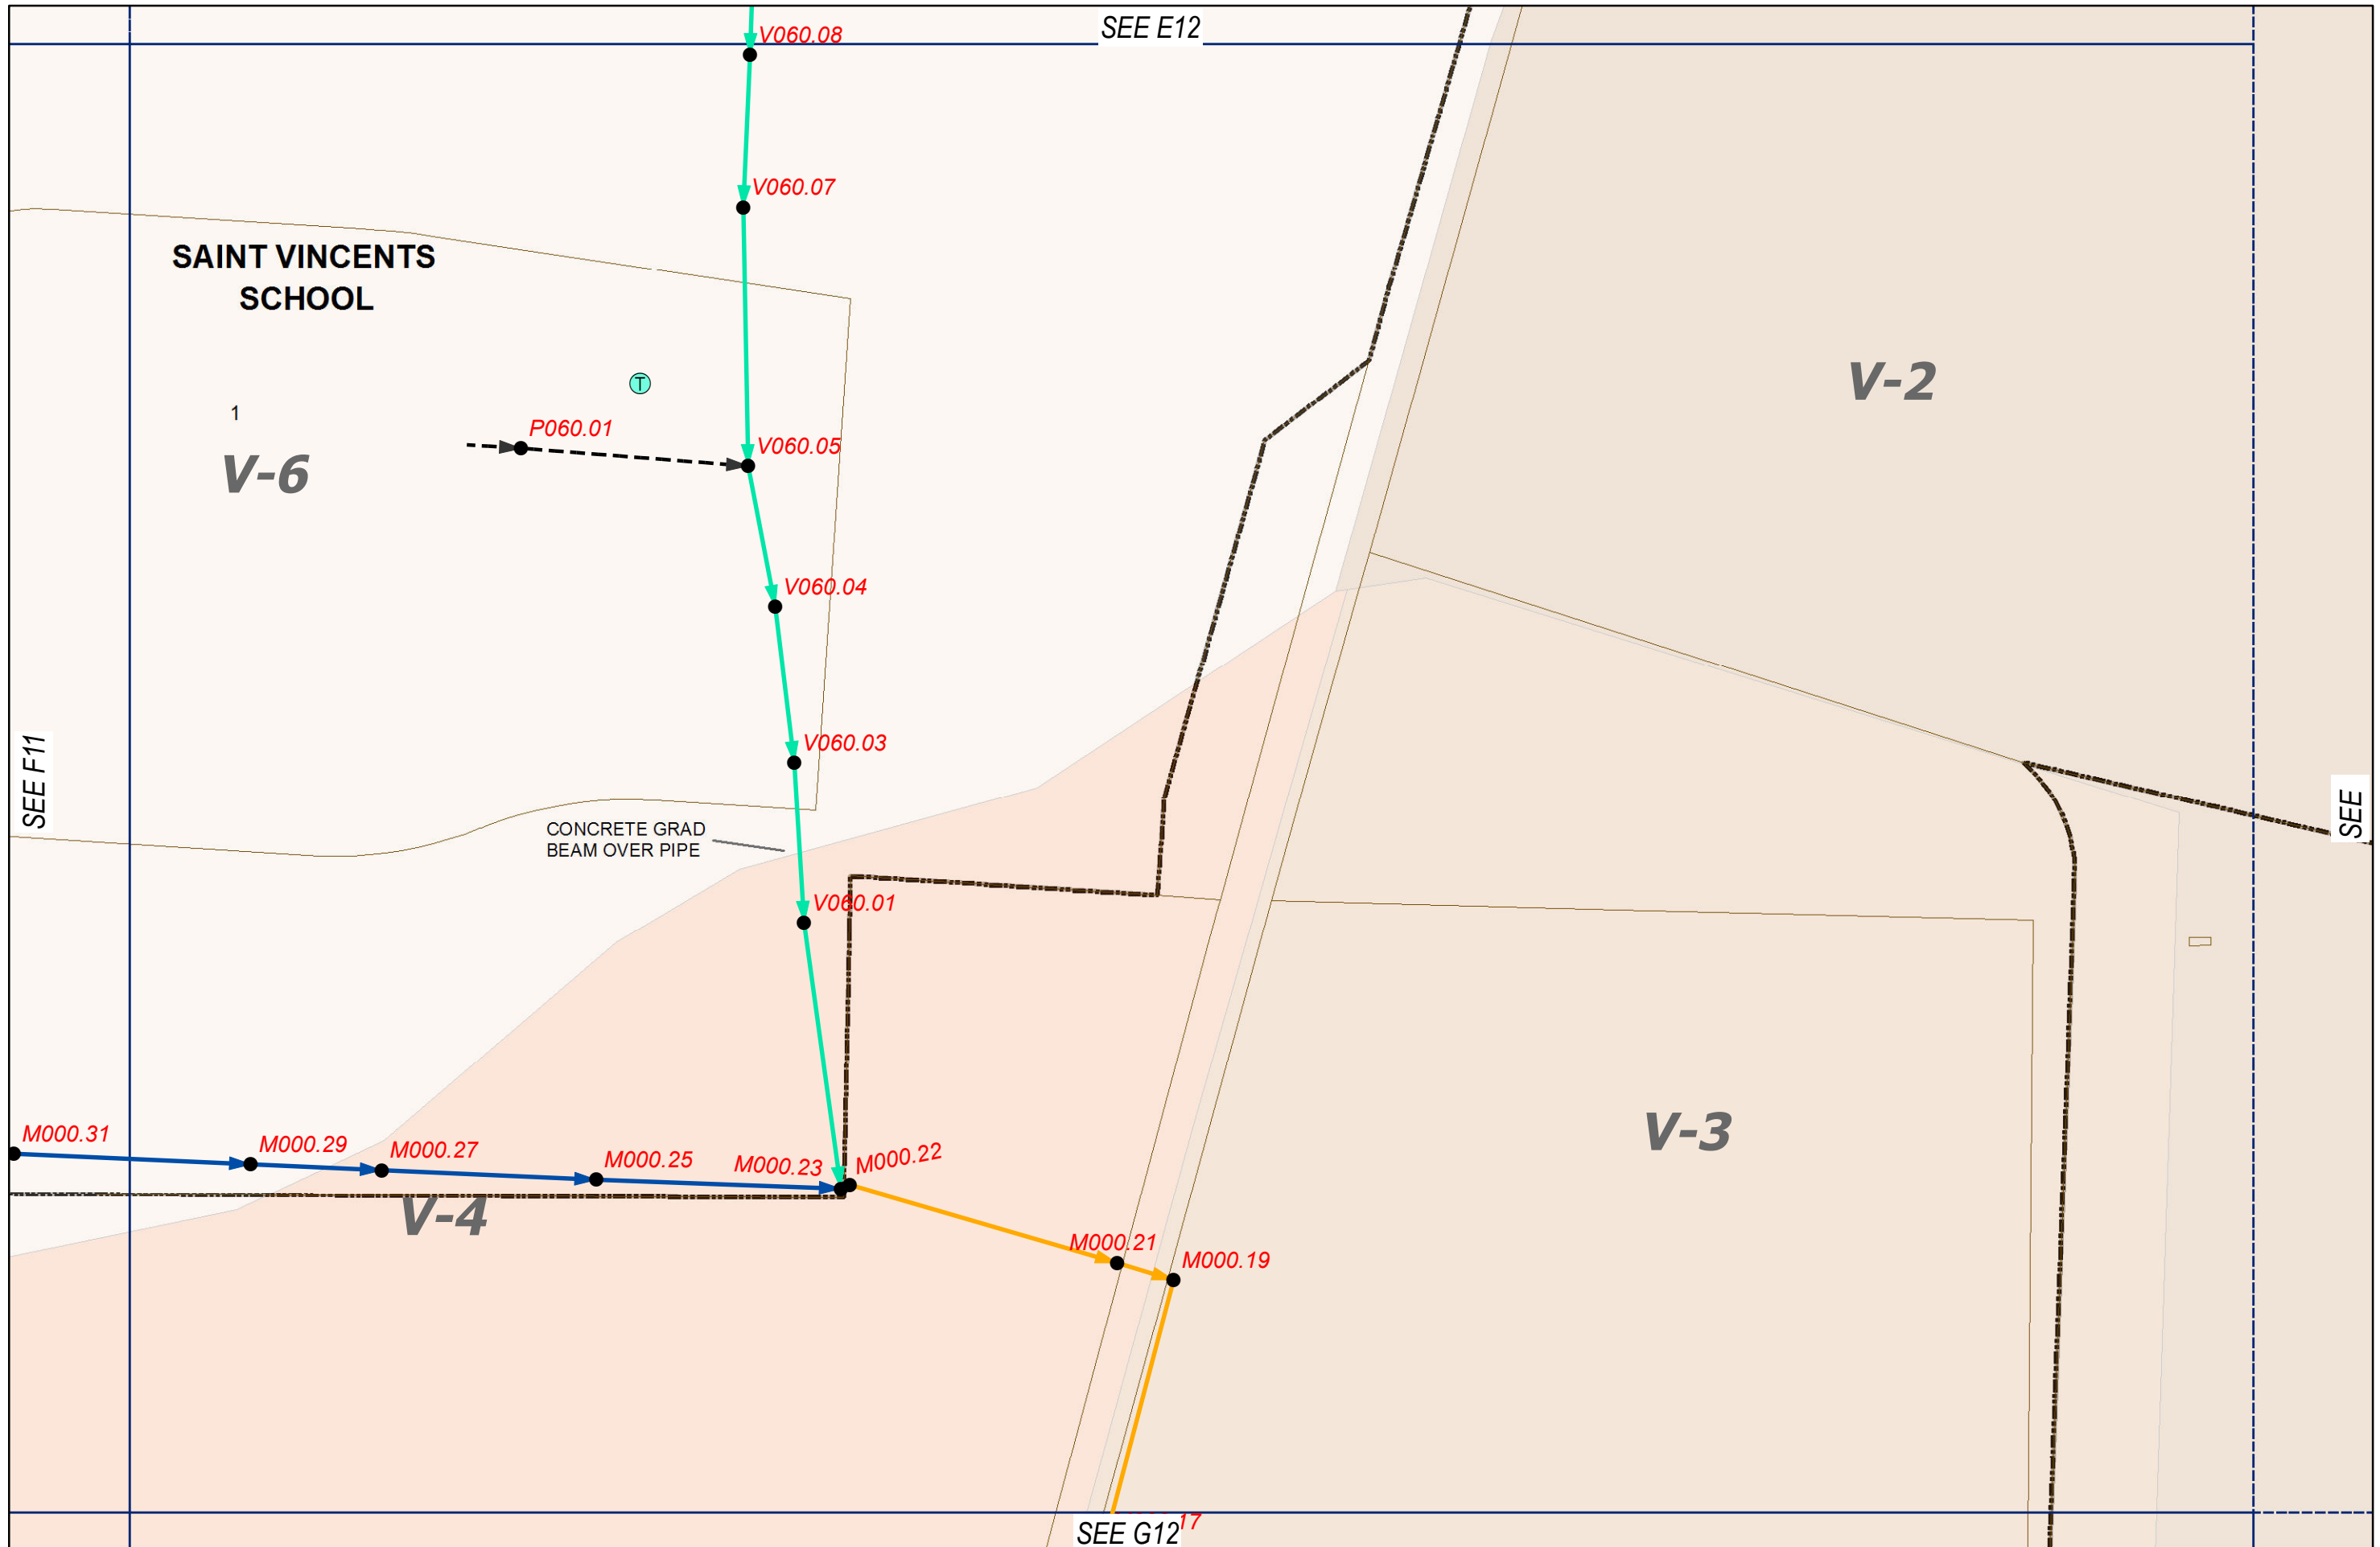 SEE E12
V060.08
V060.07
SAINT VINCENTS
SCHOOL
V-2
T
1
P060.01
V060.05
V-6
V060.04
V060.03
SEE F11
SEE
CONCRETE GRAD
BEAM OVER PIPE
V060.01
V-3
M000.31
M000.29
M000.27
M000.25
M000.23
M000.22
V-4
M000.21
M000.19
SEE G12
17